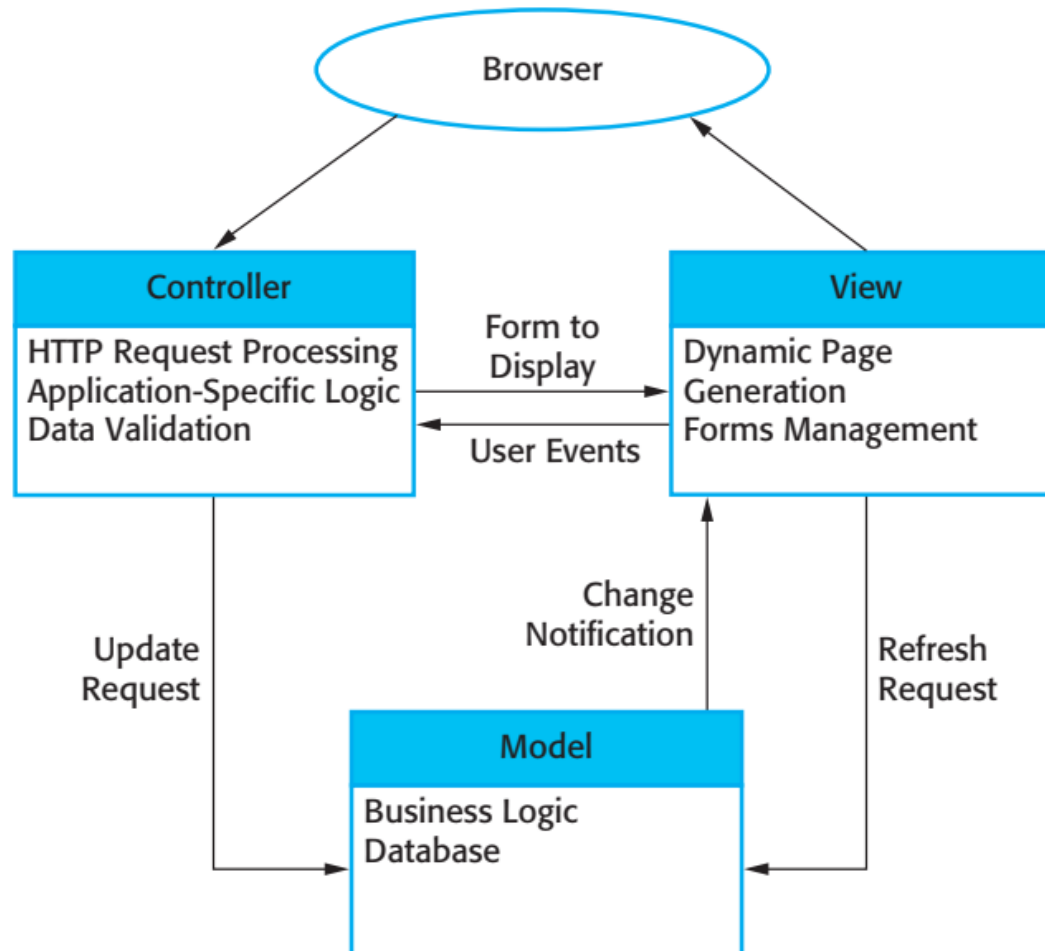 Browser
Controller
HTTP Request Processing
Application-Specific Logic
Data Validation
Form to
Display
User Events
View
Dynamic Page
Generation
Forms Management
Update
Request
Change
Notification
Refresh
Request
Model
Business Logic
Database